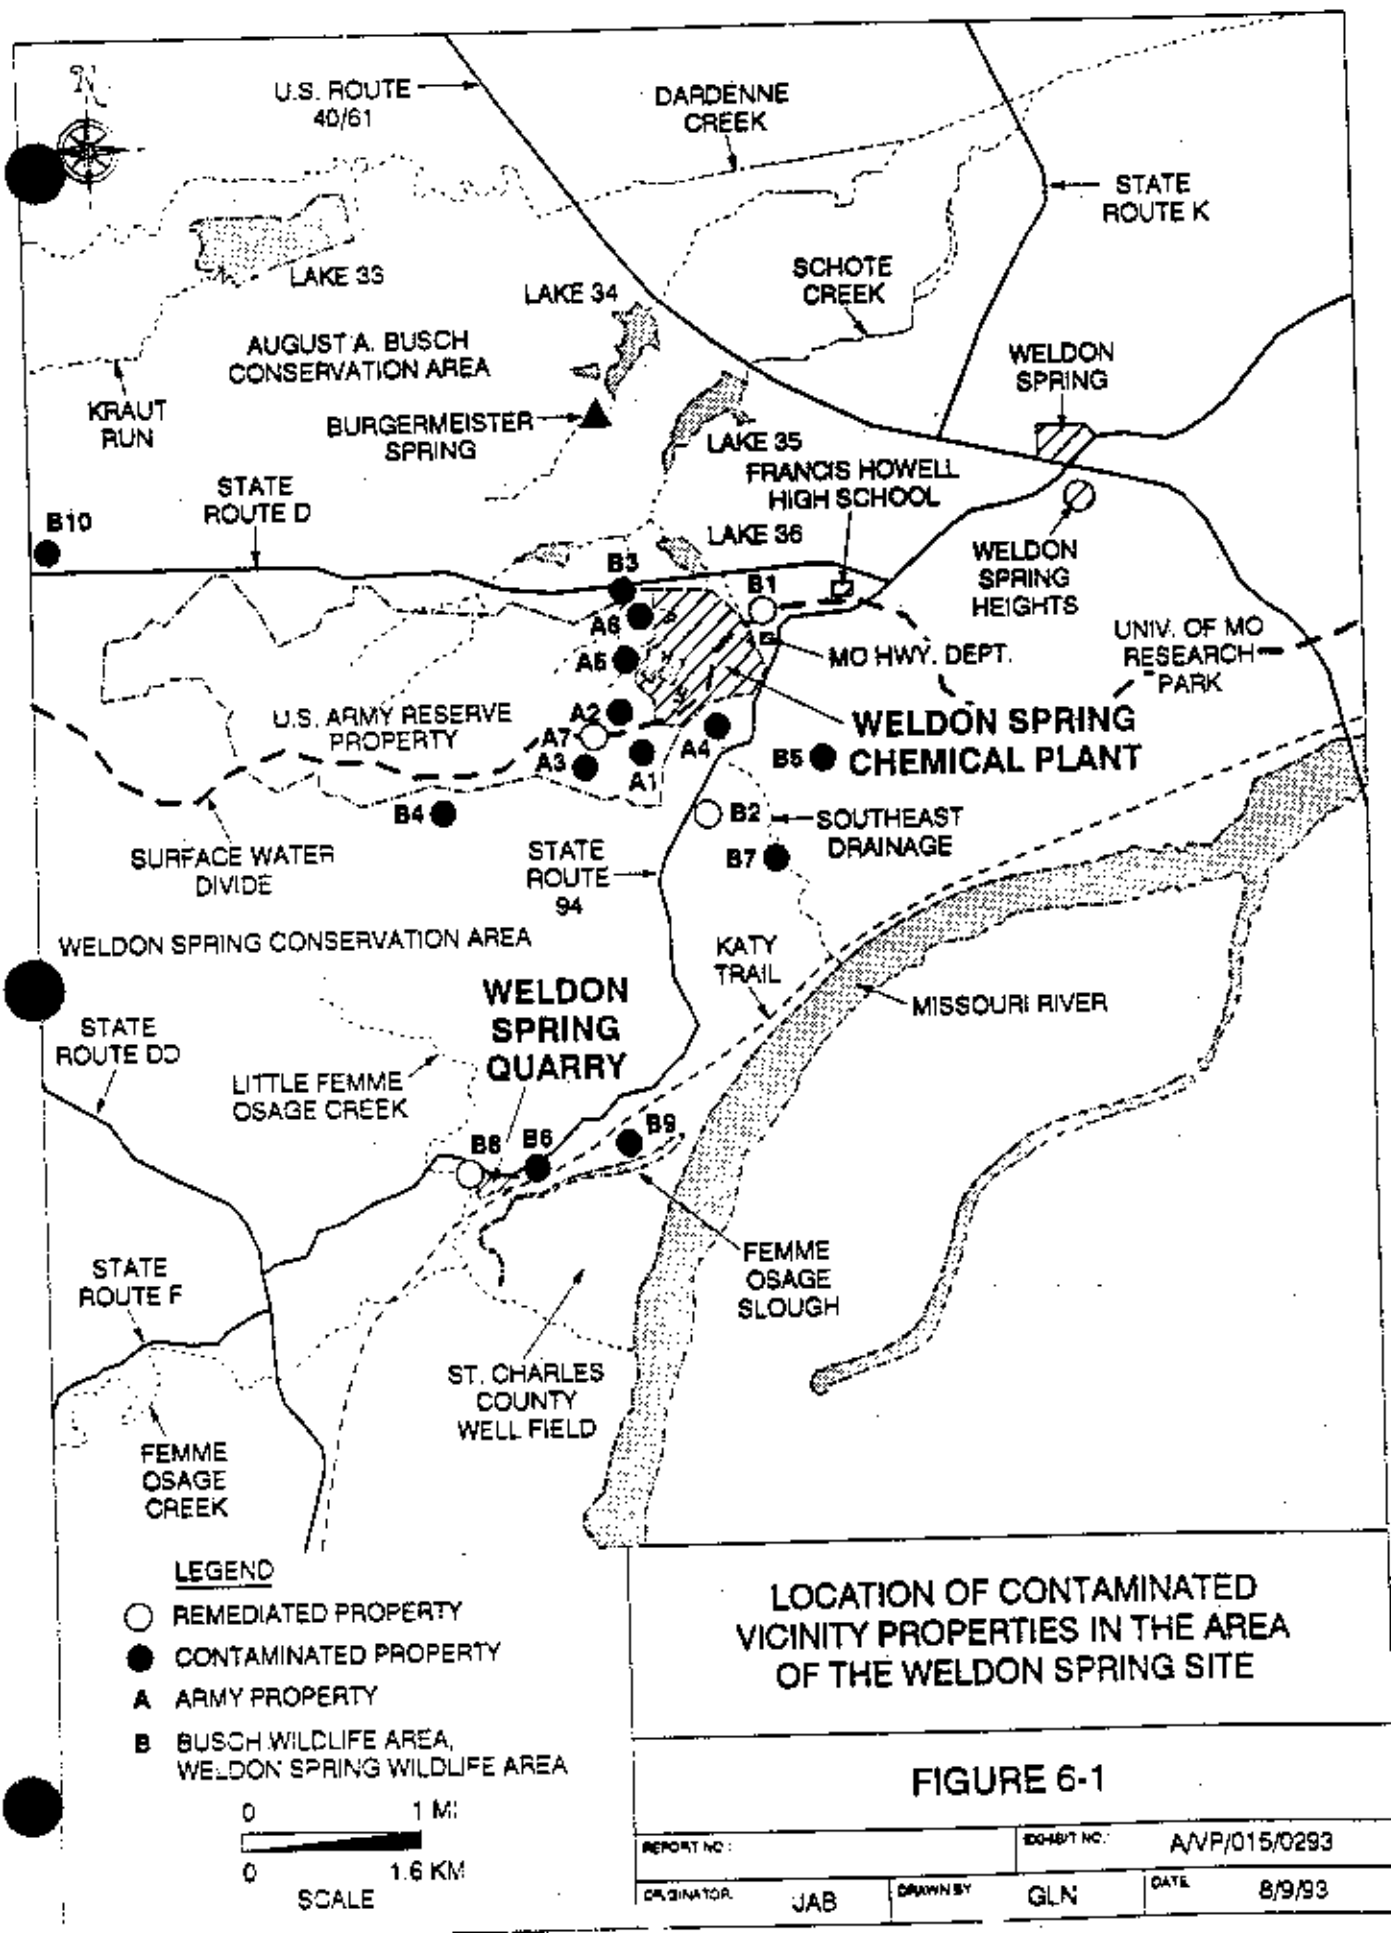 N
U.S. ROUTE
40/61
DARDENNE
CREEK
STATE
ROUTE K
LAKE 33
LAKE 34
SCHOTE
CREEK
AUGUST A. BUSCH
CONSERVATION AREA
WELDON
SPRING
KRAUT
RUN
BURGERMEISTER
SPRING
LAKE 35
FRANCIS HOWELL
HIGH SCHOOL
STATE
ROUTE D
B10
LAKE 36
WELDON
SPRING
HEIGHTS
B3
B1
A6
A5
MO HWY. DEPT.
UNIV. OF MO
RESEARCH
PARK
U.S. ARMY RESERVE
PROPERTY
A2
A7
A3
A1
A4
WELDON SPRING
CHEMICAL PLANT
B5
B4
B2
SOUTHEAST
DRAINAGE
B7
SURFACE WATER
DIVIDE
STATE
ROUTE
94
WELDON SPRING CONSERVATION AREA
KATY
TRAIL
MISSOURI RIVER
WELDON
SPRING
QUARRY
STATE
ROUTE DD
LITTLE FEMME
OSAGE CREEK
B8
B6
B9
FEMME
OSAGE
SLOUGH
STATE
ROUTE F
ST. CHARLES
COUNTY
WELL FIELD
FEMME
OSAGE
CREEK
LEGEND
REMEDIATED PROPERTY
CONTAMINATED PROPERTY
A ARMY PROPERTY
B BUSCH WILDLIFE AREA,
WELDON SPRING WILDLIFE AREA
0 1 MI
0 1.6 KM
SCALE
LOCATION OF CONTAMINATED
VICINITY PROPERTIES IN THE AREA
OF THE WELDON SPRING SITE
FIGURE 6-1
REPORT NO.:
EXHIBIT NO.: A/VP/015/0293
ORIGINATOR JAB
DRAWN BY GLN
DATE 8/9/93